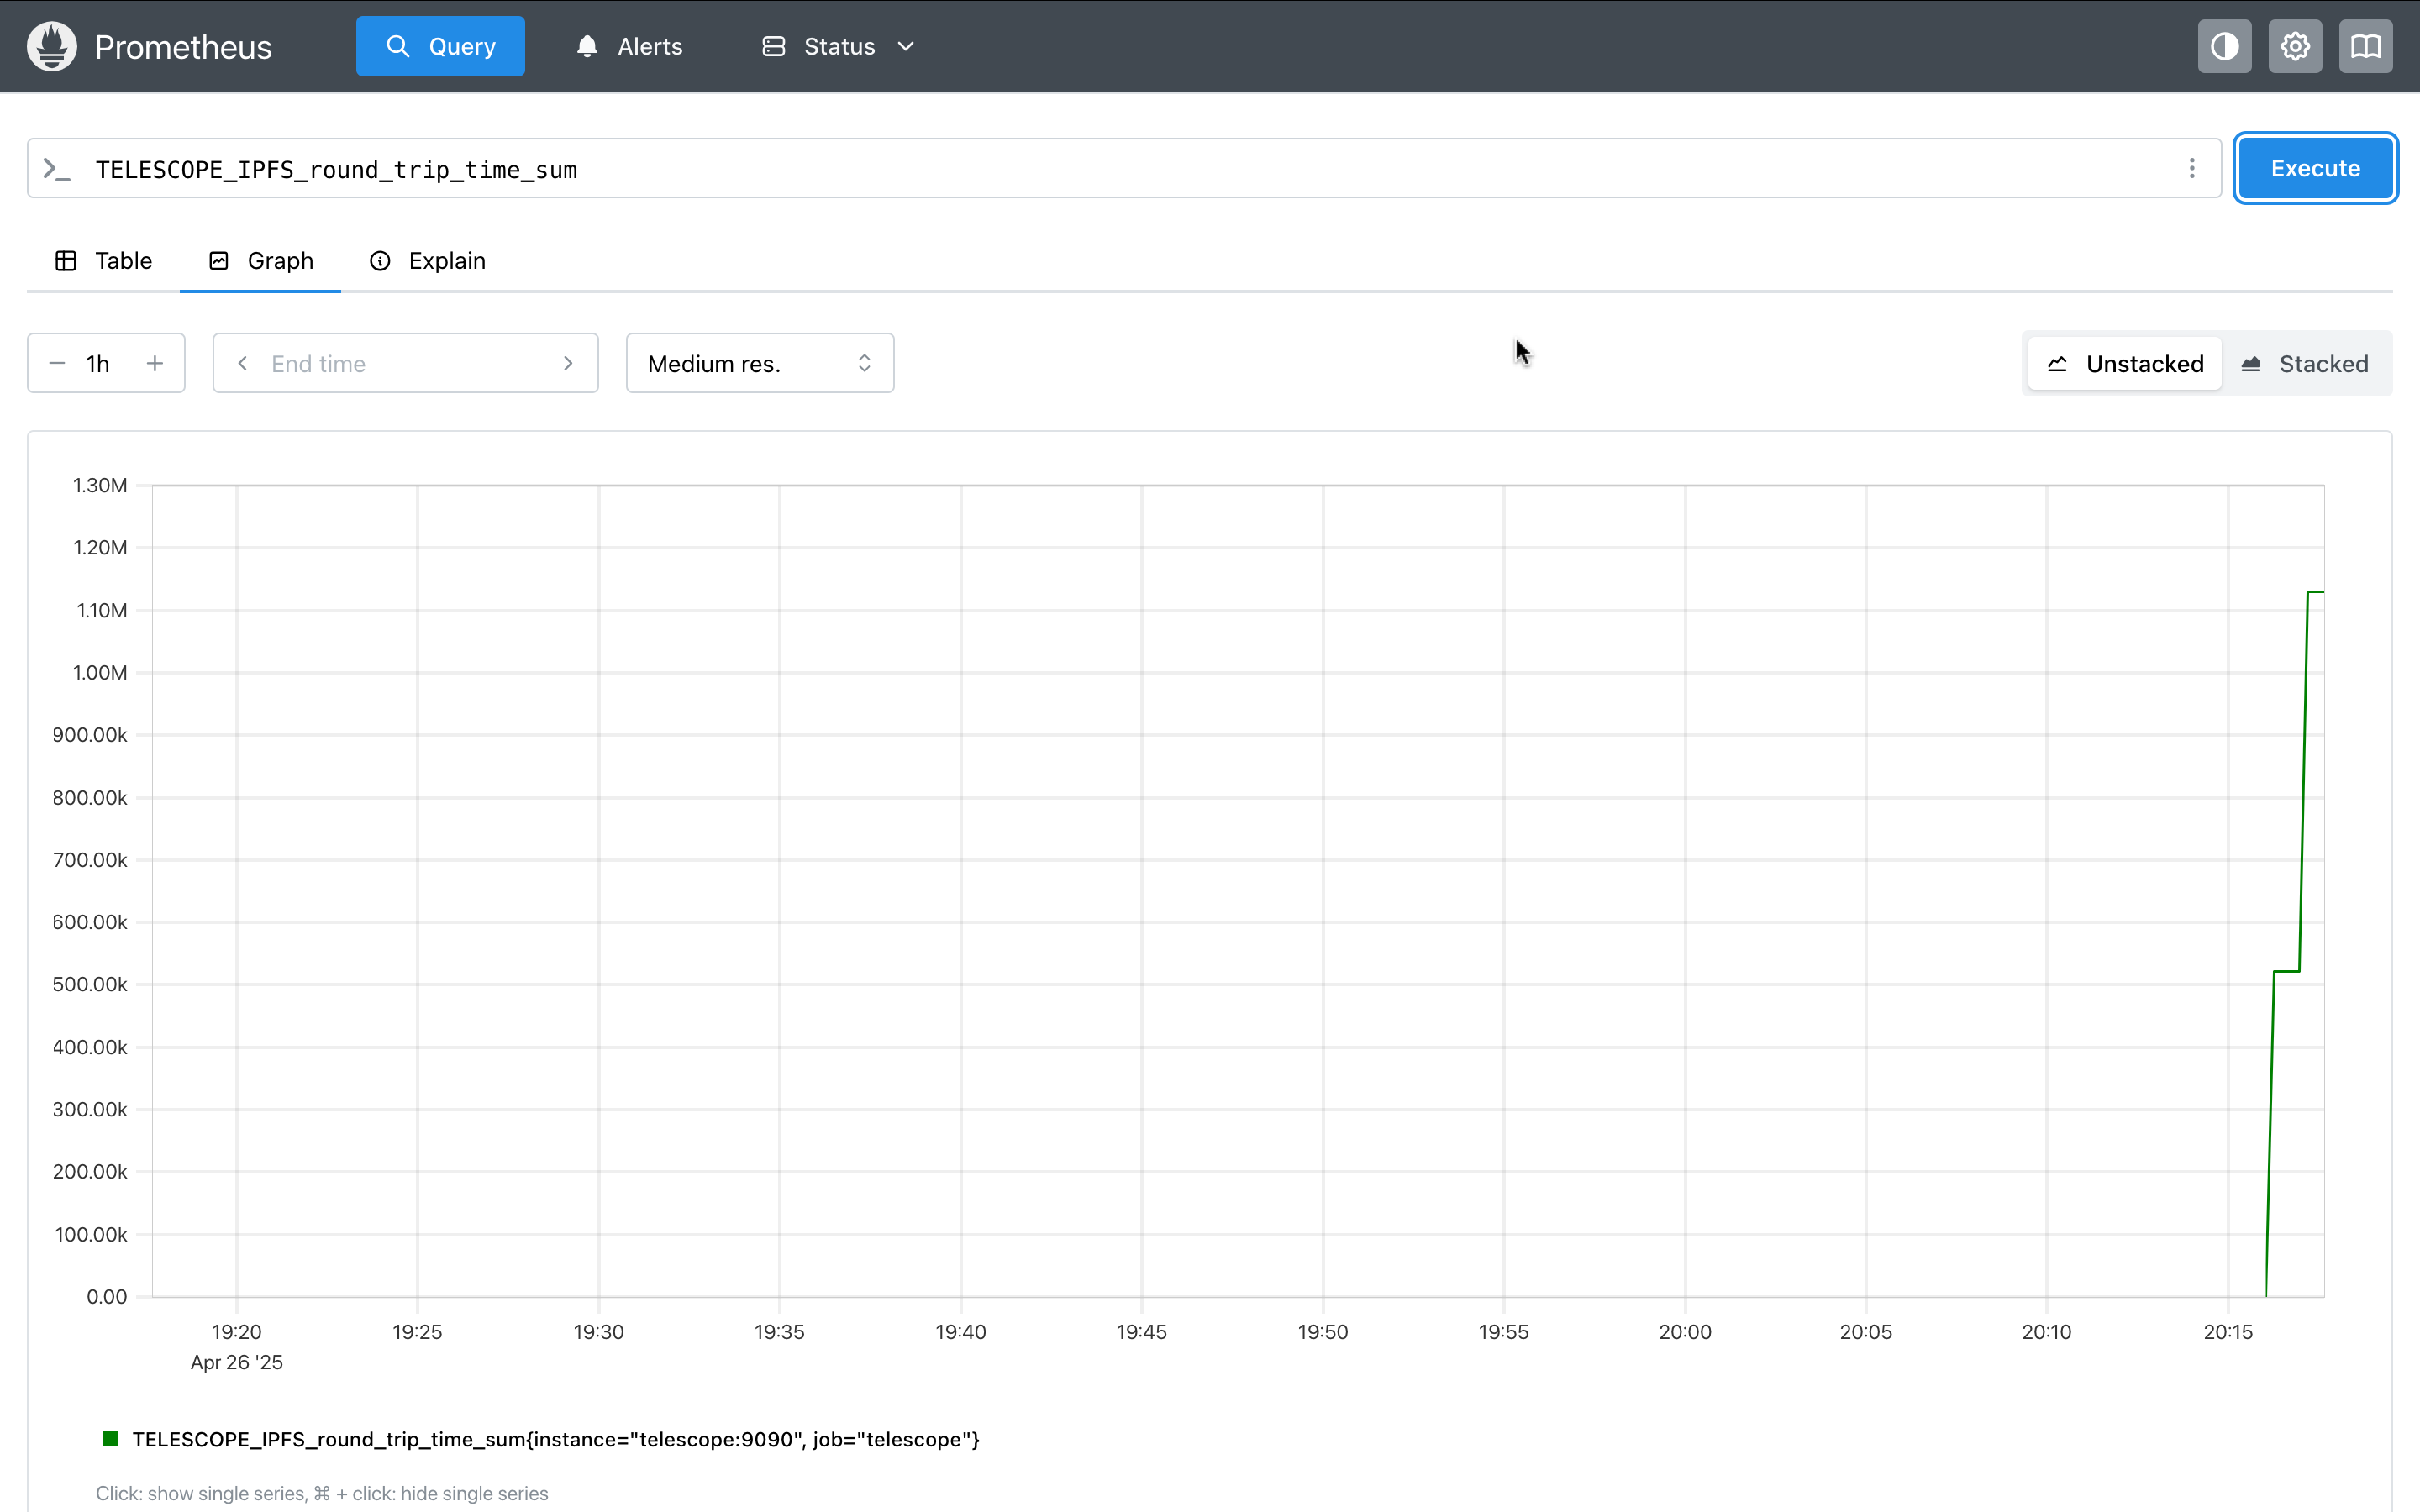 Prometheus Query Alerts Status
TELESCOPE_IPFS_round_trip_time_sum Execute
Table Graph Explain
1h End time Medium res. Unstacked Stacked
1.30M
1.20M
1.10M
1.00M
900.00k
800.00k
700.00k
600.00k
500.00k
400.00k
300.00k
200.00k
100.00k
0.00
19:20 19:25 19:30 19:35 19:40 19:45 19:50 19:55 20:00 20:05 20:10 20:15
Apr 26 '25
TELESCOPE_IPFS_round_trip_time_sum{instance="telescope:9090", job="telescope"}
Click: show single series, ⌘ + click: hide single series